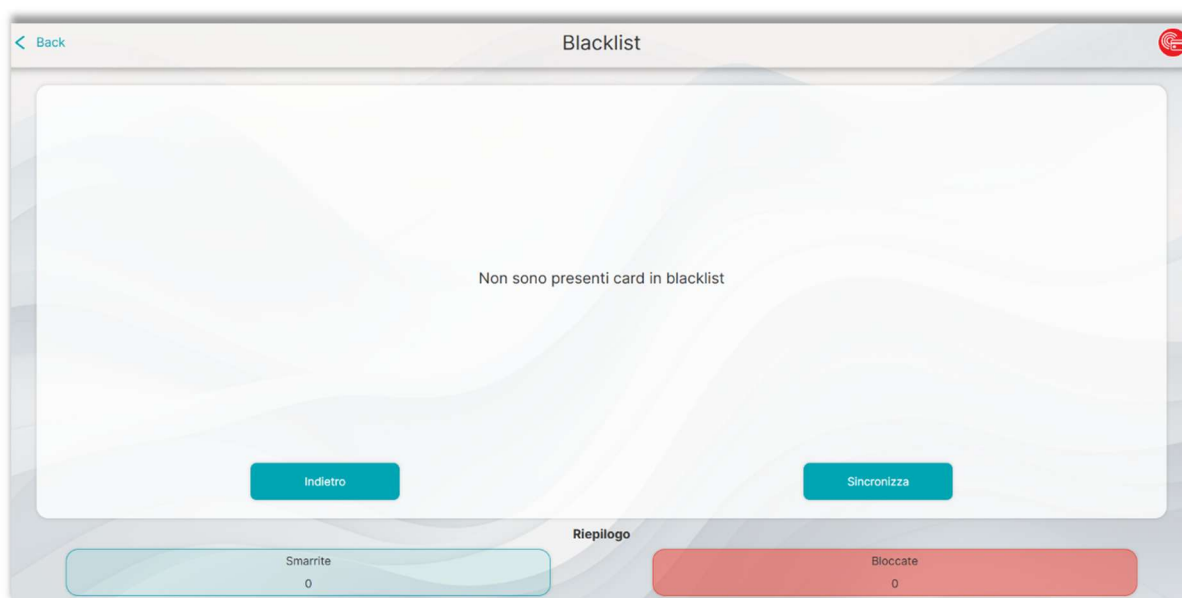 Back
Blacklist
Non sono presenti card in blacklist
Indietro
Sincronizza
Riepilogo
Smarrite
0
Bloccate
0